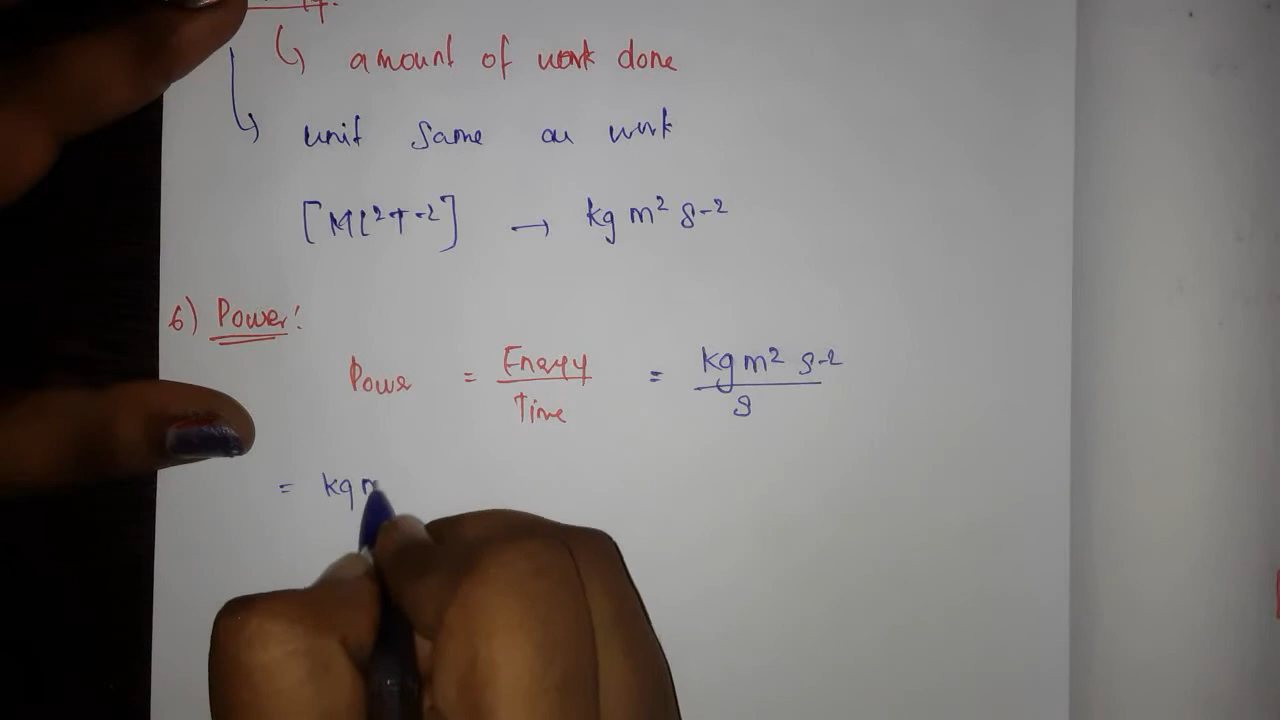 ↳ amount of work done
↳ unit same as work
[ML²T-²] → kg m² s-²
6) Power:
Power = Energy / Time = kg m² s-² / s
= kg m